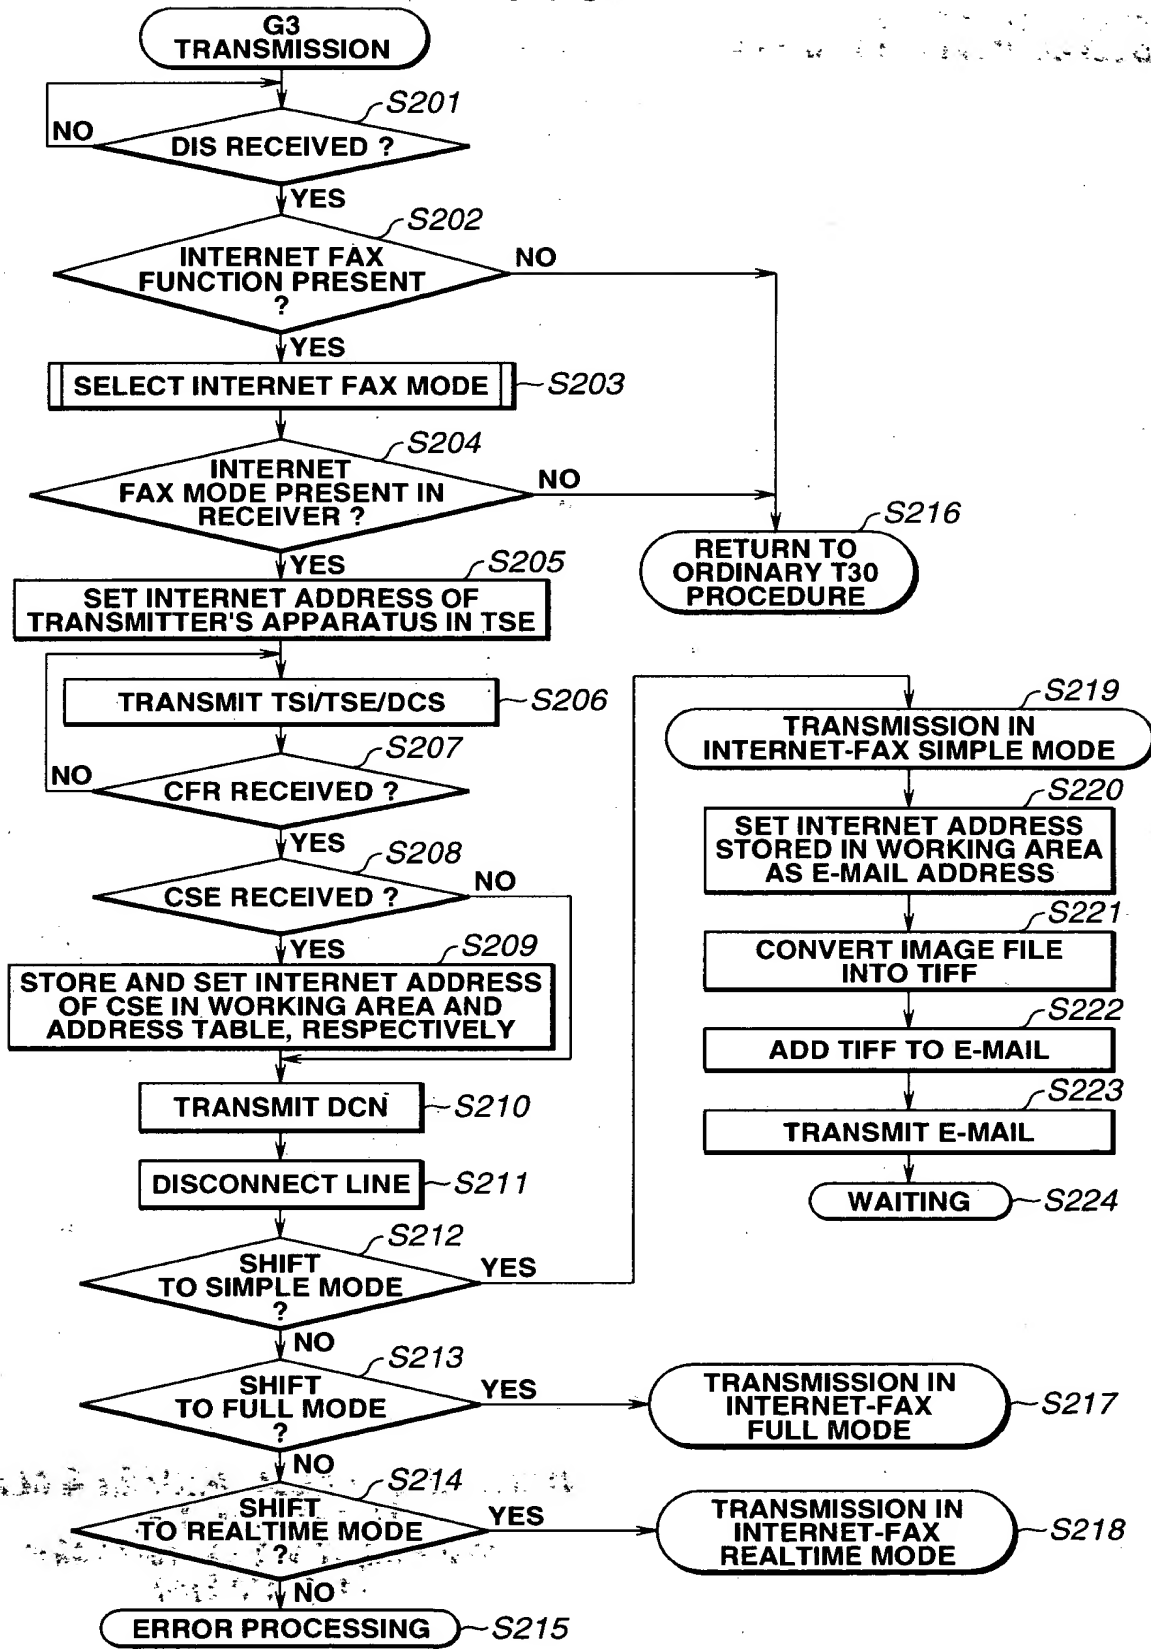 G3
TRANSMISSION
S201
NO
DIS RECEIVED ?
YES
S202
INTERNET FAX
FUNCTION PRESENT
?
NO
YES
SELECT INTERNET FAX MODE
S203
S204
INTERNET
FAX MODE PRESENT IN
RECEIVER ?
NO
S216
RETURN TO
ORDINARY T30
PROCEDURE
YES
S205
SET INTERNET ADDRESS OF
TRANSMITTER'S APPARATUS IN TSE
TRANSMIT TSI/TSE/DCS
S206
S207
NO
CFR RECEIVED ?
YES
S208
CSE RECEIVED ?
NO
YES
S209
STORE AND SET INTERNET ADDRESS
OF CSE IN WORKING AREA AND
ADDRESS TABLE, RESPECTIVELY
TRANSMIT DCN
S210
DISCONNECT LINE
S211
S212
SHIFT
TO SIMPLE MODE
?
YES
NO
S213
SHIFT
TO FULL MODE
?
YES
NO
S214
SHIFT
TO REALTIME MODE
?
YES
NO
ERROR PROCESSING
S215
S219
TRANSMISSION IN
INTERNET-FAX SIMPLE MODE
S220
SET INTERNET ADDRESS
STORED IN WORKING AREA
AS E-MAIL ADDRESS
S221
CONVERT IMAGE FILE
INTO TIFF
S222
ADD TIFF TO E-MAIL
S223
TRANSMIT E-MAIL
WAITING
S224
TRANSMISSION IN
INTERNET-FAX
FULL MODE
S217
TRANSMISSION IN
INTERNET-FAX
REALTIME MODE
S218